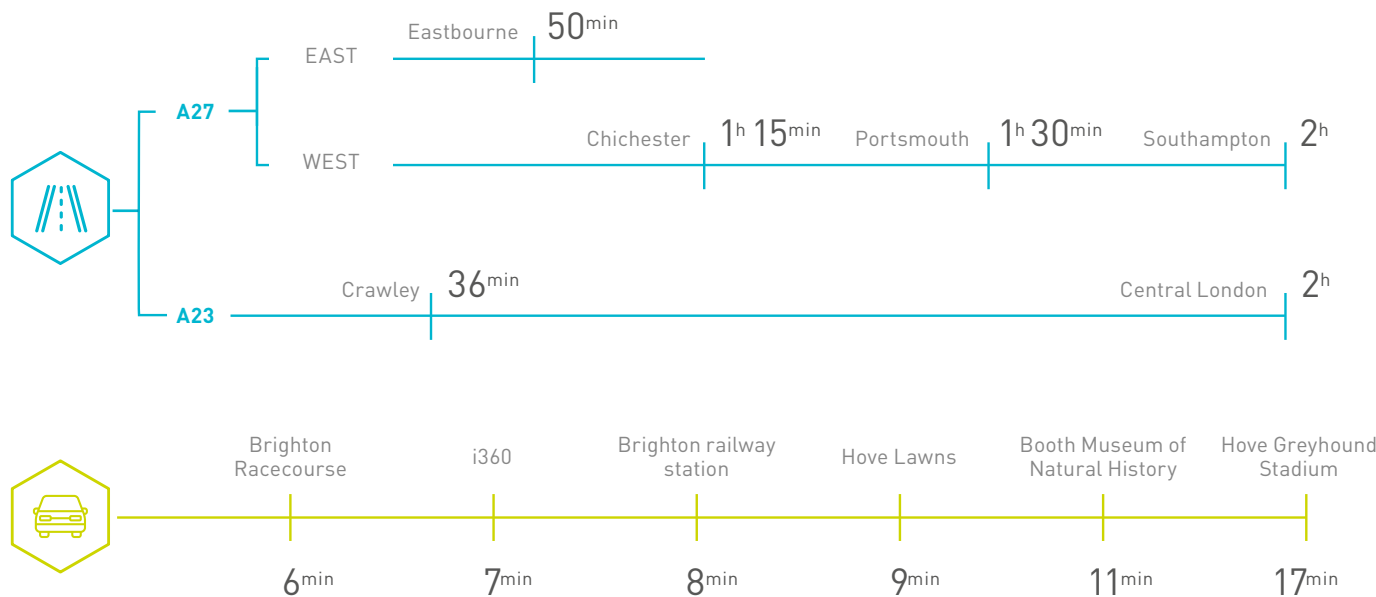 Eastbourne 50min
EAST
A27
Chichester 1h 15min Portsmouth 1h 30min Southampton 2h
WEST
Crawley 36min Central London 2h
A23
Brighton
Racecourse
i360
Brighton railway
station
Hove Lawns
Booth Museum of
Natural History
Hove Greyhound
Stadium
6min 7min 8min 9min 11min 17min